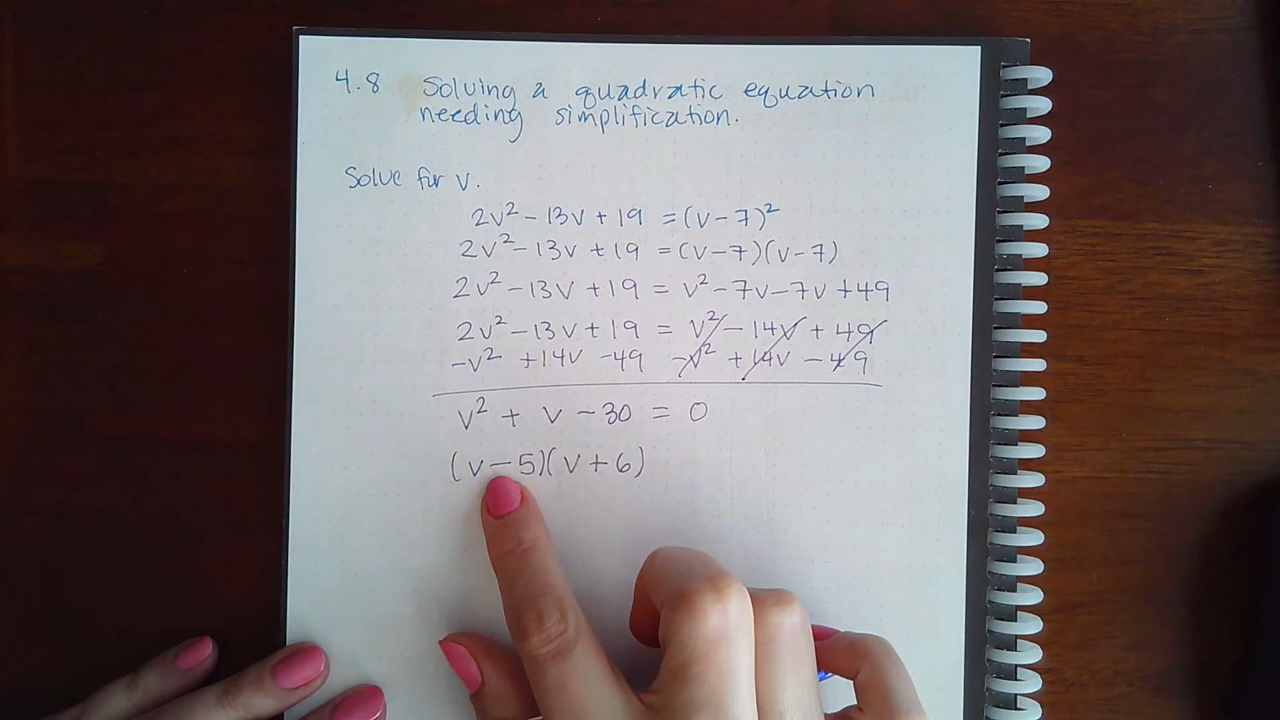 4.8 Solving a quadratic equation
needing simplification.
Solve for v.
2v² - 13v + 19 = (v - 7)²
2v² - 13v + 19 = (v - 7)(v - 7)
2v² - 13v + 19 = v² - 7v - 7v + 49
2v² - 13v + 19 = v² - 14v + 49
-v² + 14v - 49 -v² + 14v - 49
v² + v - 30 = 0
(v - 5)(v + 6)